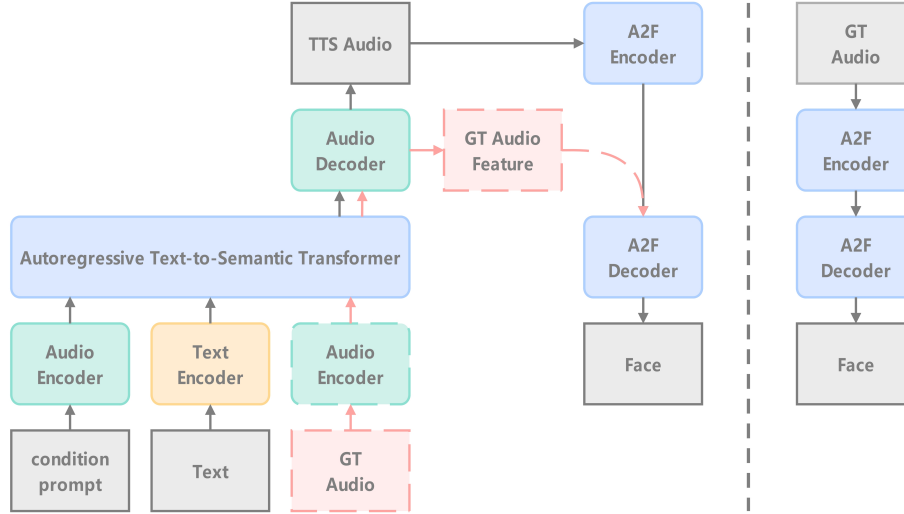 TTS Audio
A2F
Encoder
GT
Audio
Audio
Decoder
GT Audio
Feature
A2F
Encoder
Autoregressive Text-to-Semantic Transformer
A2F
Decoder
A2F
Decoder
Audio
Encoder
Text
Encoder
Audio
Encoder
Face
Face
condition
prompt
Text
GT
Audio